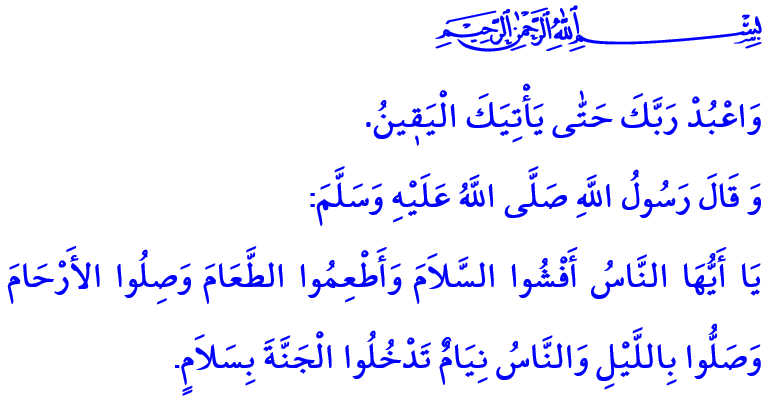 بِسْمِ اللهِ الرَّحْمٰنِ الرَّحِيمِ
وَاعْبُدْ رَبَّكَ حَتّٰى يَأْتِيَكَ الْيَق۪ينُ.
وَ قَالَ رَسُولُ اللَّهِ صَلَّى اللَّهُ عَلَيْهِ وَسَلَّمَ:
يَا أَيُّهَا النَّاسُ أَفْشُوا السَّلاَمَ وَأَطْعِمُوا الطَّعَامَ وَصِلُوا الأَرْحَامَ
وَصَلُّوا بِاللَّيْلِ وَالنَّاسُ نِيَامٌ تَدْخُلُوا الْجَنَّةَ بِسَلاَمٍ.